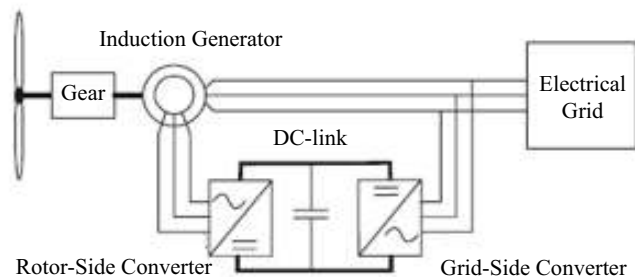 Induction Generator
Gear
Electrical
Grid
DC-link
Rotor-Side Converter
Grid-Side Converter